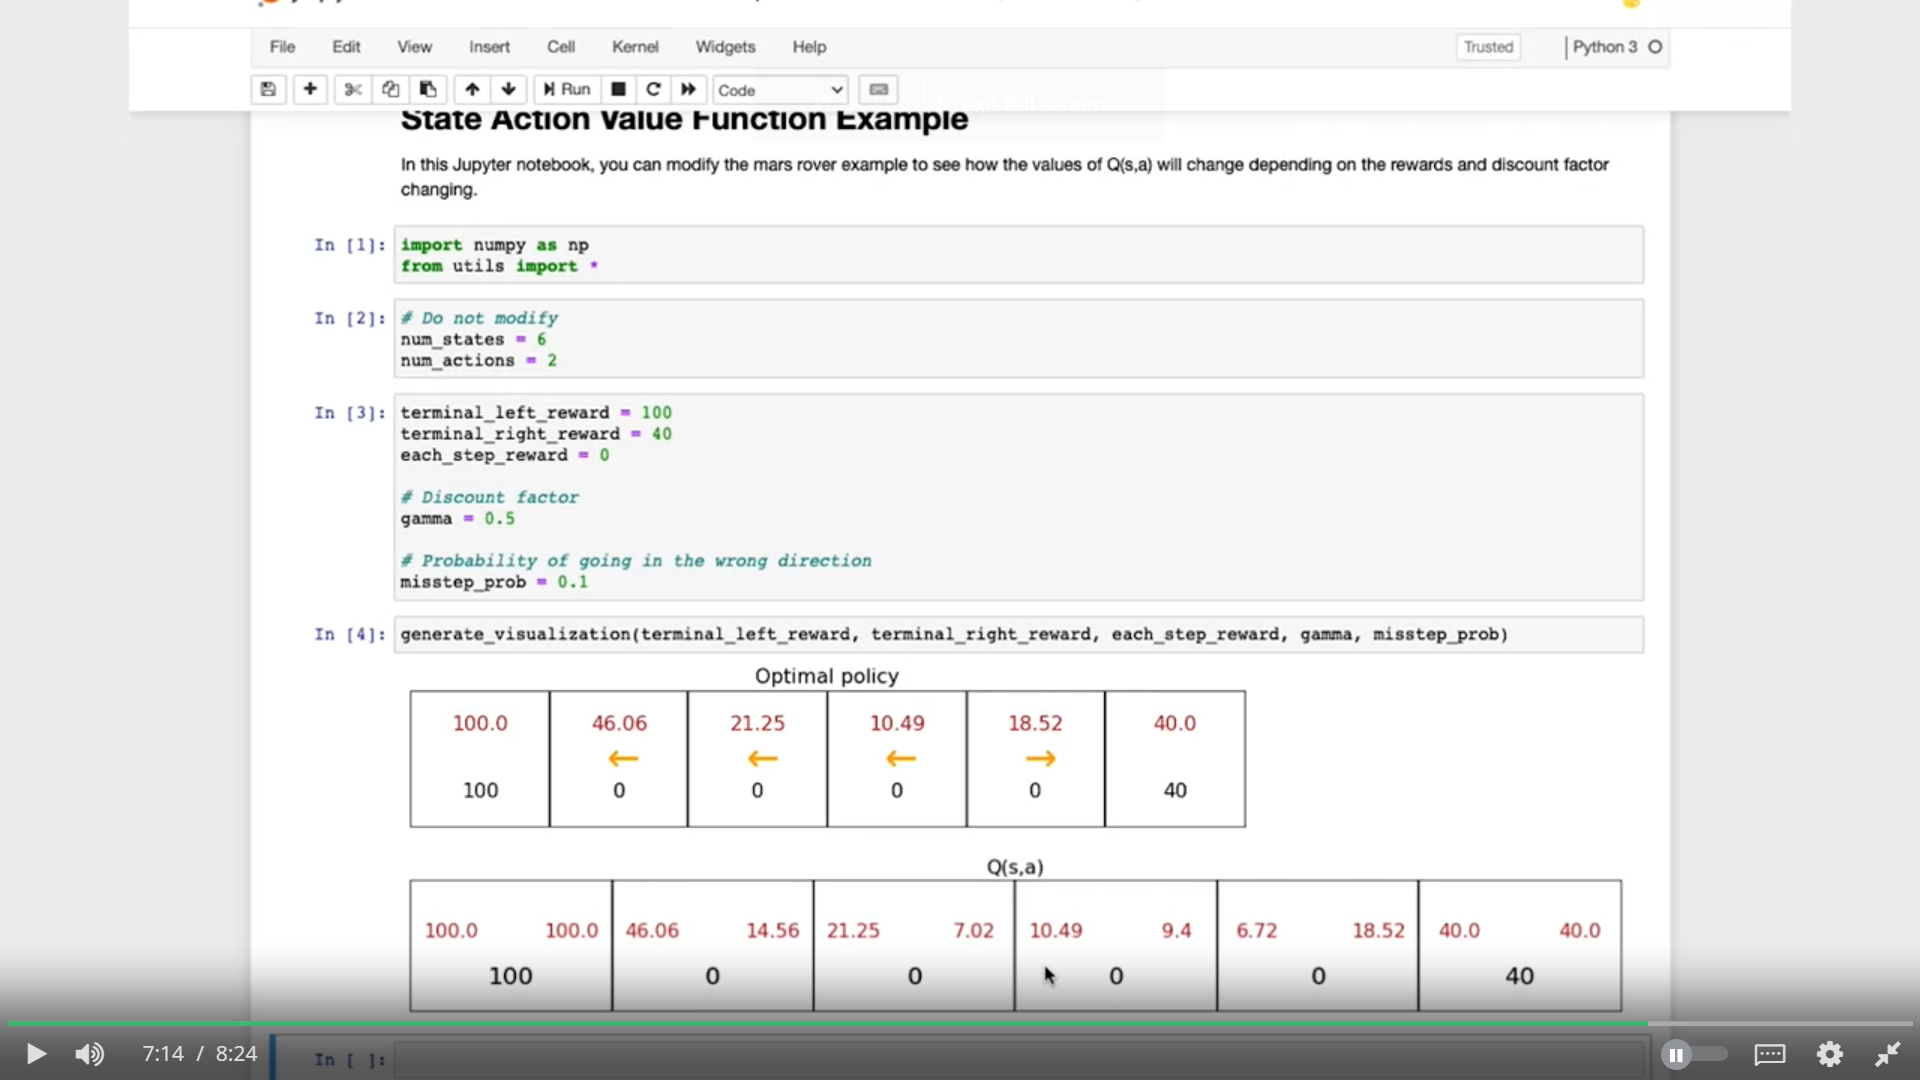 File Edit View Insert Cell Kernel Widgets Help Trusted Python 3
Run Code
to exit full screen
State Action Value Function Example
In this Jupyter notebook, you can modify the mars rover example to see how the values of Q(s,a) will change depending on the rewards and discount factor
changing.
In [1]: import numpy as np
from utils import *
In [2]: # Do not modify
num_states = 6
num_actions = 2
In [3]: terminal_left_reward = 100
terminal_right_reward = 40
each_step_reward = 0
# Discount factor
gamma = 0.5
# Probability of going in the wrong direction
misstep_prob = 0.1
In [4]: generate_visualization(terminal_left_reward, terminal_right_reward, each_step_reward, gamma, misstep_prob)
Optimal policy
100.0 46.06 21.25 10.49 18.52 40.0
← ← ← →
100 0 0 0 0 40
Q(s,a)
100.0 100.0 46.06 14.56 21.25 7.02 10.49 9.4 6.72 18.52 40.0 40.0
100 0 0 0 0 40
7:14 / 8:24
In [ ]: